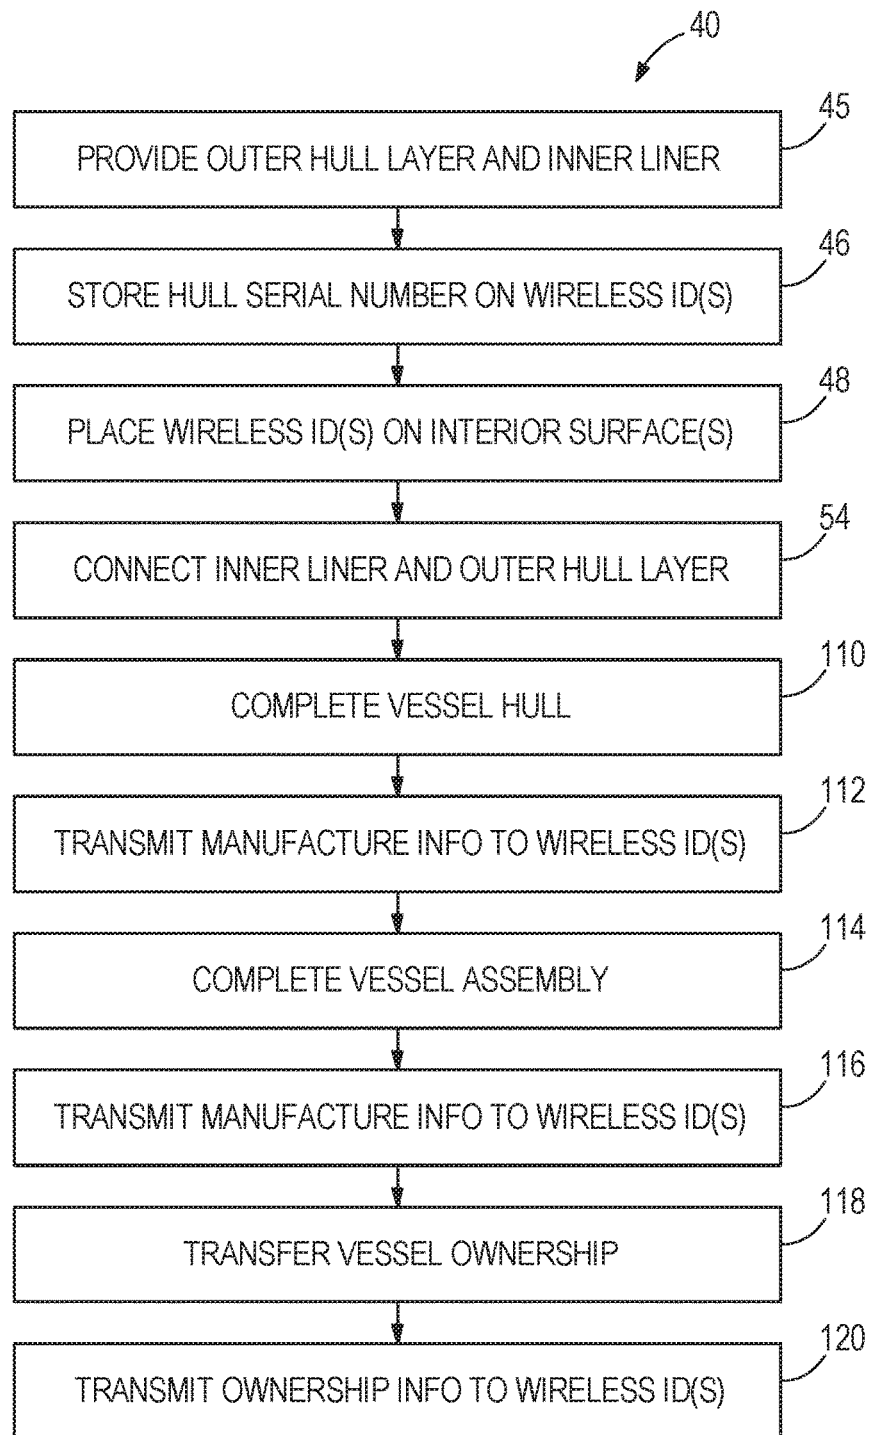 40
45
PROVIDE OUTER HULL LAYER AND INNER LINER
46
STORE HULL SERIAL NUMBER ON WIRELESS ID(S)
48
PLACE WIRELESS ID(S) ON INTERIOR SURFACE(S)
54
CONNECT INNER LINER AND OUTER HULL LAYER
110
COMPLETE VESSEL HULL
112
TRANSMIT MANUFACTURE INFO TO WIRELESS ID(S)
114
COMPLETE VESSEL ASSEMBLY
116
TRANSMIT MANUFACTURE INFO TO WIRELESS ID(S)
118
TRANSFER VESSEL OWNERSHIP
120
TRANSMIT OWNERSHIP INFO TO WIRELESS ID(S)